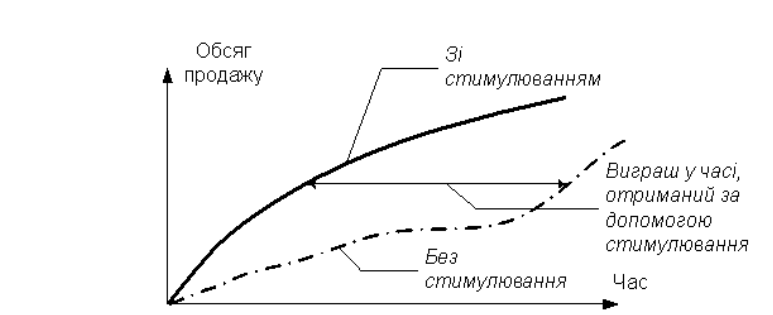 Обсяг
продажу
Зі
стимулюванням
Виграш у часі,
отриманий за
допомогою
стимулювання
Без
стимулювання
Час